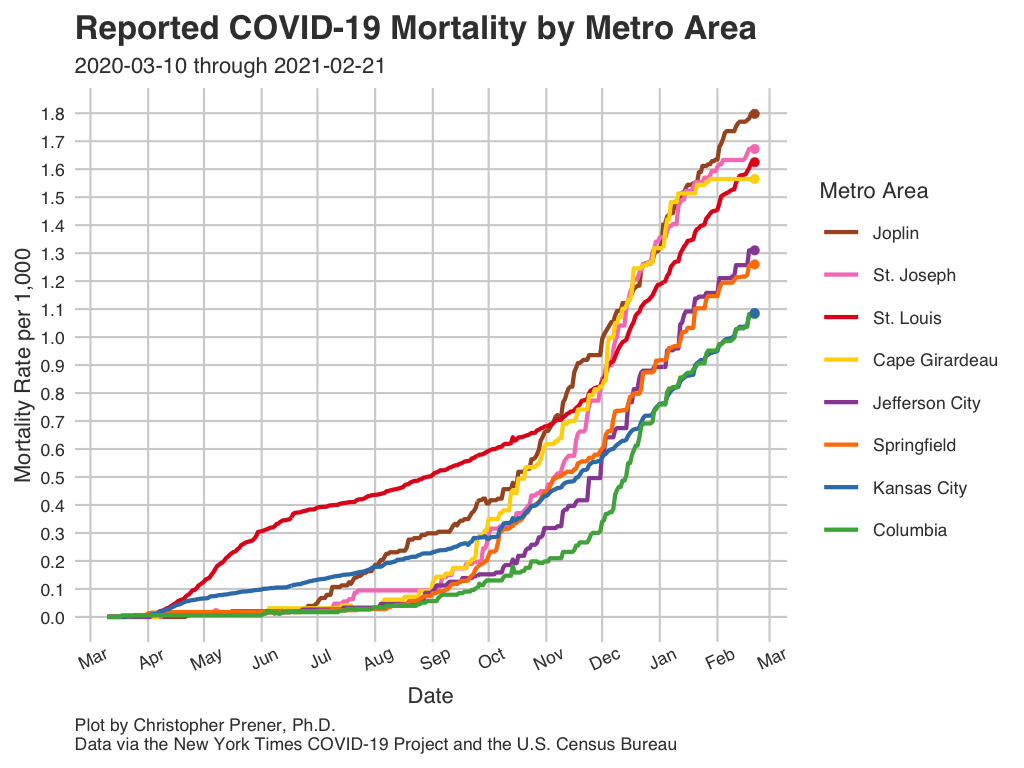 Reported COVID-19 Mortality by Metro Area
2020-03-10 through 2021-02-21
Mortality Rate per 1,000
1.8
1.7
1.6
1.5
1.4
1.3
1.2
1.1
1.0
0.9
0.8
0.7
0.6
0.5
0.4
0.3
0.2
0.1
0.0
Mar Apr May Jun Jul Aug Sep Oct Nov Dec Jan Feb Mar
Date
Metro Area
Joplin
St. Joseph
St. Louis
Cape Girardeau
Jefferson City
Springfield
Kansas City
Columbia
Plot by Christopher Prener, Ph.D.
Data via the New York Times COVID-19 Project and the U.S. Census Bureau